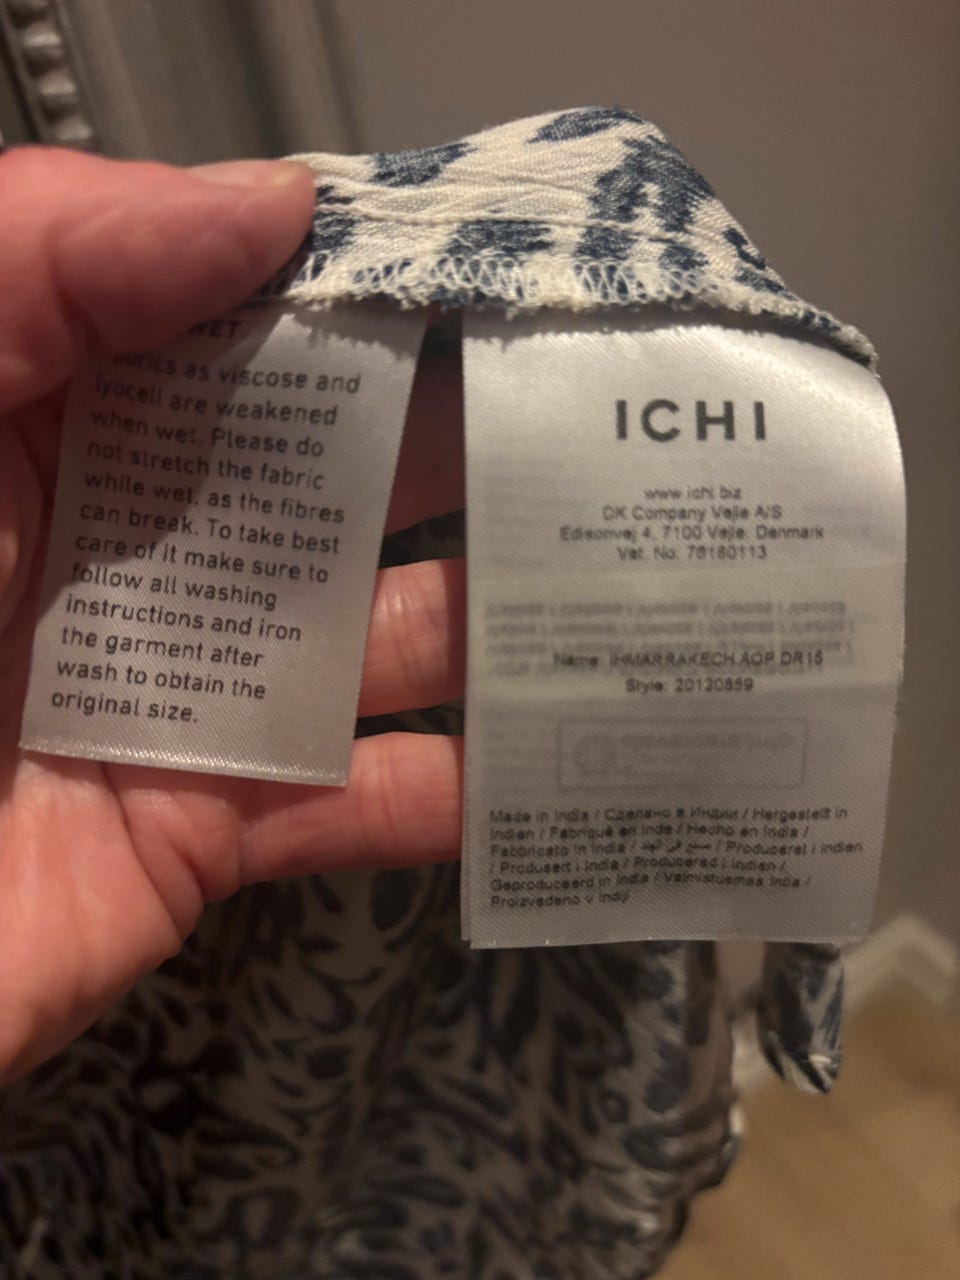 WET
fabrics as viscose and
lyocell are weakened
when wet. Please do
not stretch the fabric
while wet, as the fibres
can break. To take best
care of it make sure to
follow all washing
instructions and iron
the garment after
wash to obtain the
original size.
ICHI
www.ichi.biz
DK Company Vejle A/S
Edisonvej 4, 7100 Vejle. Denmark
Vat. No. 78180113
Name: IHMARRAKECH AOP DR15
Style: 20120859
Made in India / Сделано в Индии / Hergestellt in
Indien / Fabriqué en Inde / Hecho en India /
Fabbricato in India / صنع في الهند / Produceret i Indien
/ Produsert i India / Producerad i Indien /
Geproduceerd in India / Valmistusmaa Intia /
Proizvedeno v Indiji